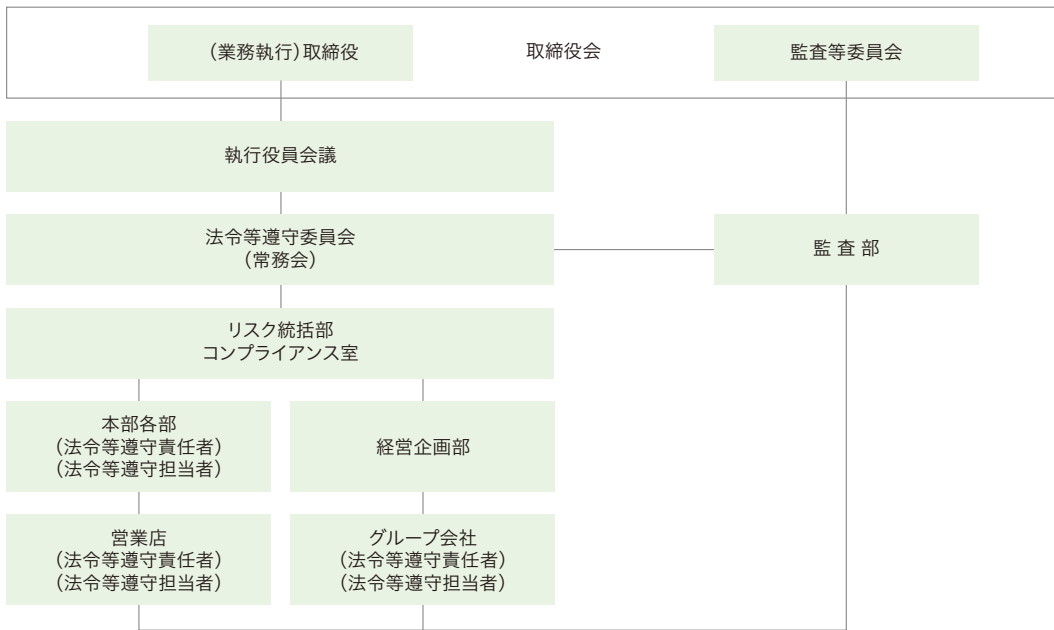 (業務執行)取締役
取締役会
監査等委員会
執行役員会議
法令等遵守委員会
(常務会)
監 査 部
リスク統括部
コンプライアンス室
本部各部
(法令等遵守責任者)
(法令等遵守担当者)
経営企画部
営業店
(法令等遵守責任者)
(法令等遵守担当者)
グループ会社
(法令等遵守責任者)
(法令等遵守担当者)